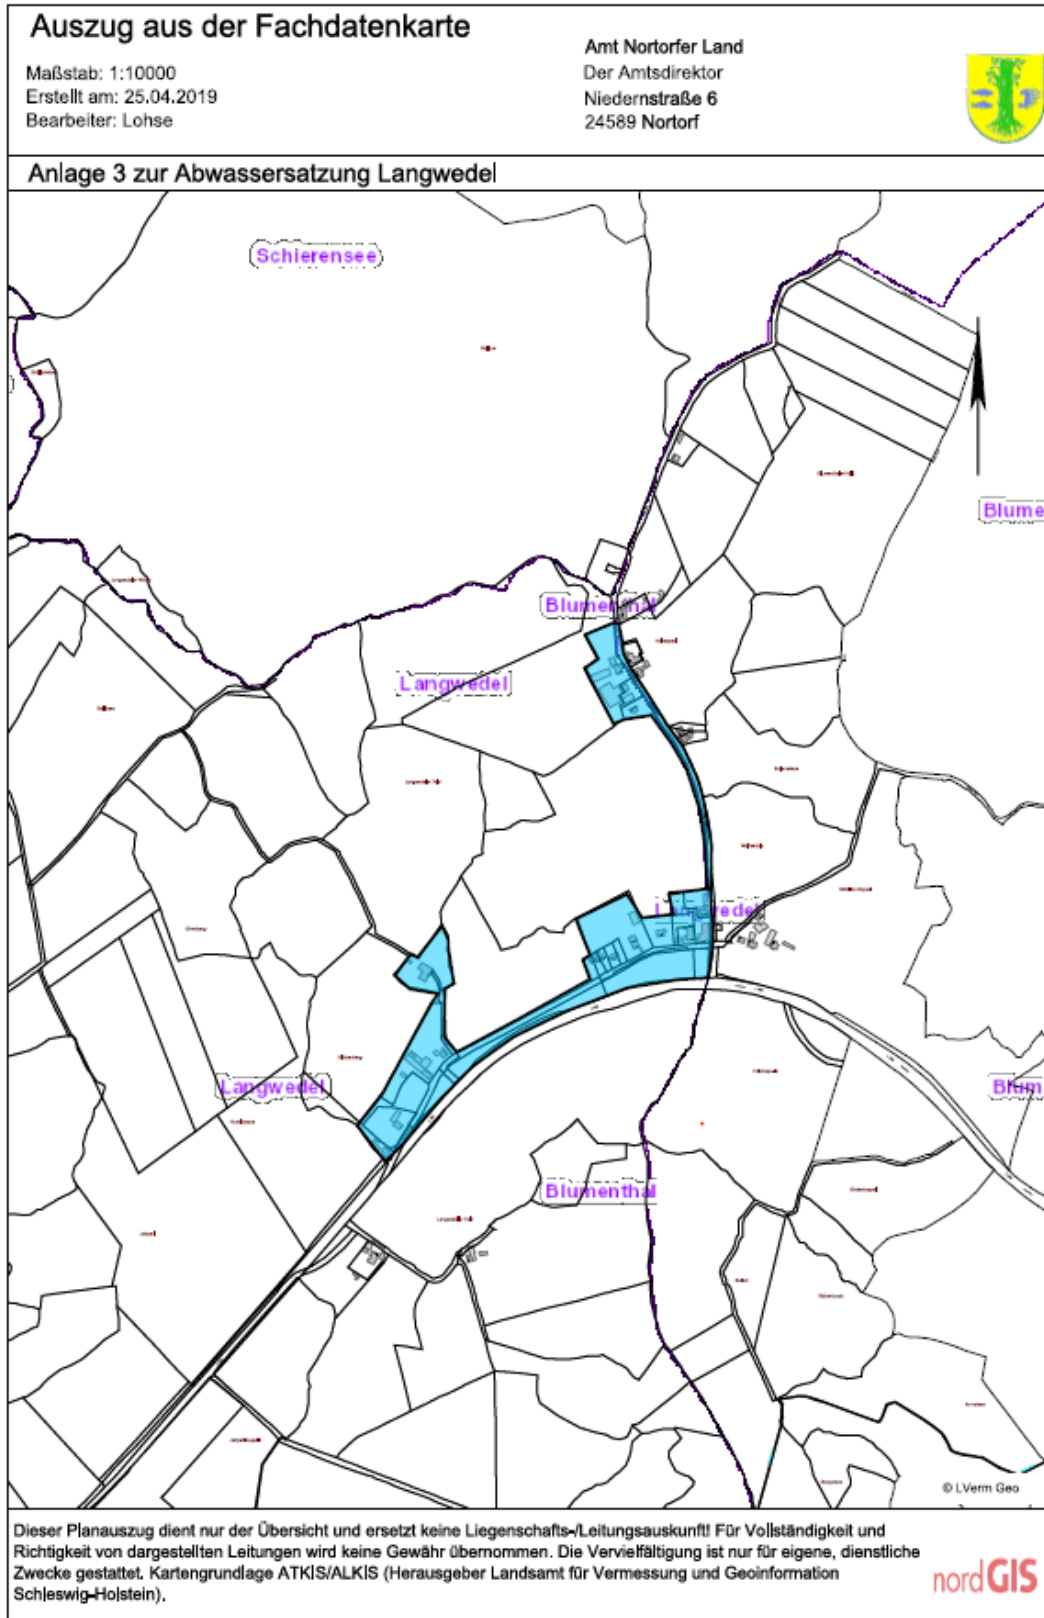 Auszug aus der Fachdatenkarte
Maßstab: 1:10000
Erstellt am: 25.04.2019
Bearbeiter: Lohse
Amt Nortorfer Land
Der Amtsdirektor
Niedernstraße 6
24589 Nortorf
Anlage 3 zur Abwassersatzung Langwedel
Schierensee
Blume
Blumenthal
Langwedel
Langwedel
Langwedel
Blum
Blumenthal
© LVerm Geo
Dieser Planauszug dient nur der Übersicht und ersetzt keine Liegenschafts-/Leitungsauskunft! Für Vollständigkeit und
Richtigkeit von dargestellten Leitungen wird keine Gewähr übernommen. Die Vervielfältigung ist nur für eigene, dienstliche
Zwecke gestattet. Kartengrundlage ATKIS/ALKIS (Herausgeber Landsamt für Vermessung und Geoinformation
Schleswig-Holstein).
nordGIS